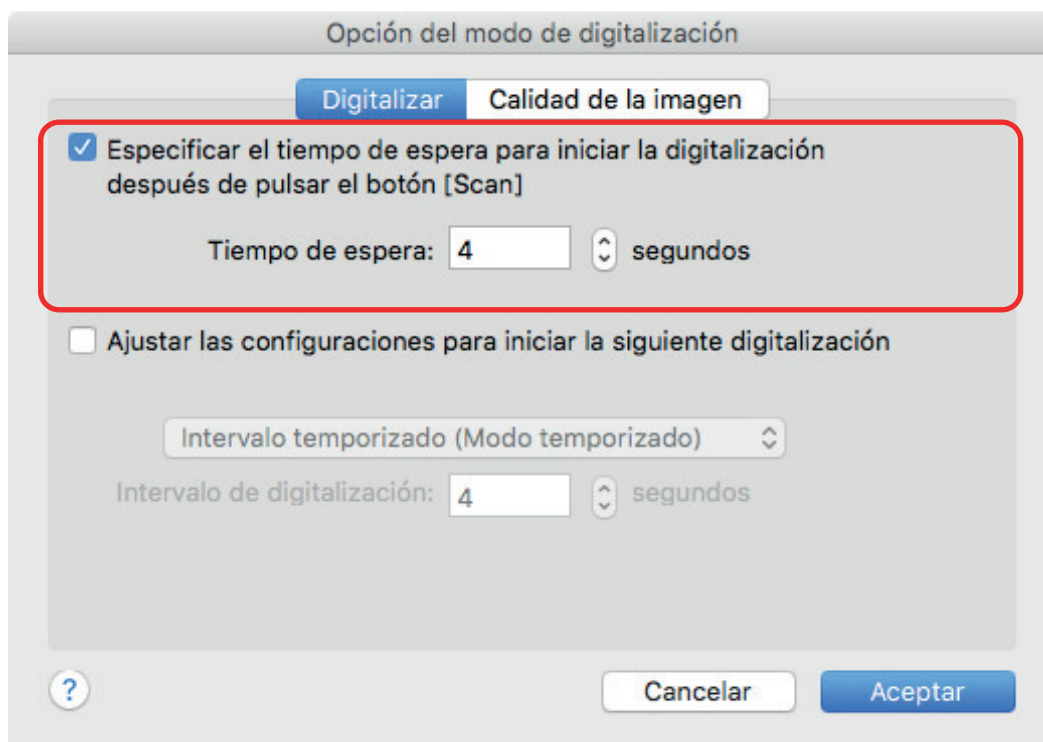 Opción del modo de digitalización
Digitalizar Calidad de la imagen
Especificar el tiempo de espera para iniciar la digitalización
después de pulsar el botón [Scan]
Tiempo de espera: 4 segundos
Ajustar las configuraciones para iniciar la siguiente digitalización
Intervalo temporizado (Modo temporizado)
Intervalo de digitalización: 4 segundos
? Cancelar Aceptar